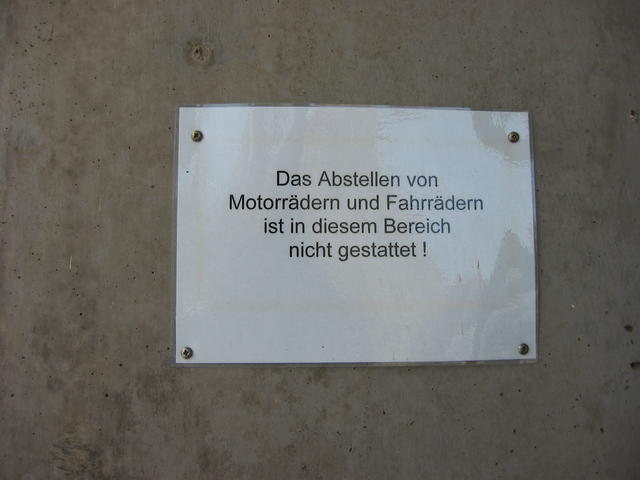 Das Abstellen von
Motorrädern und Fahrrädern
ist in diesem Bereich
nicht gestattet !